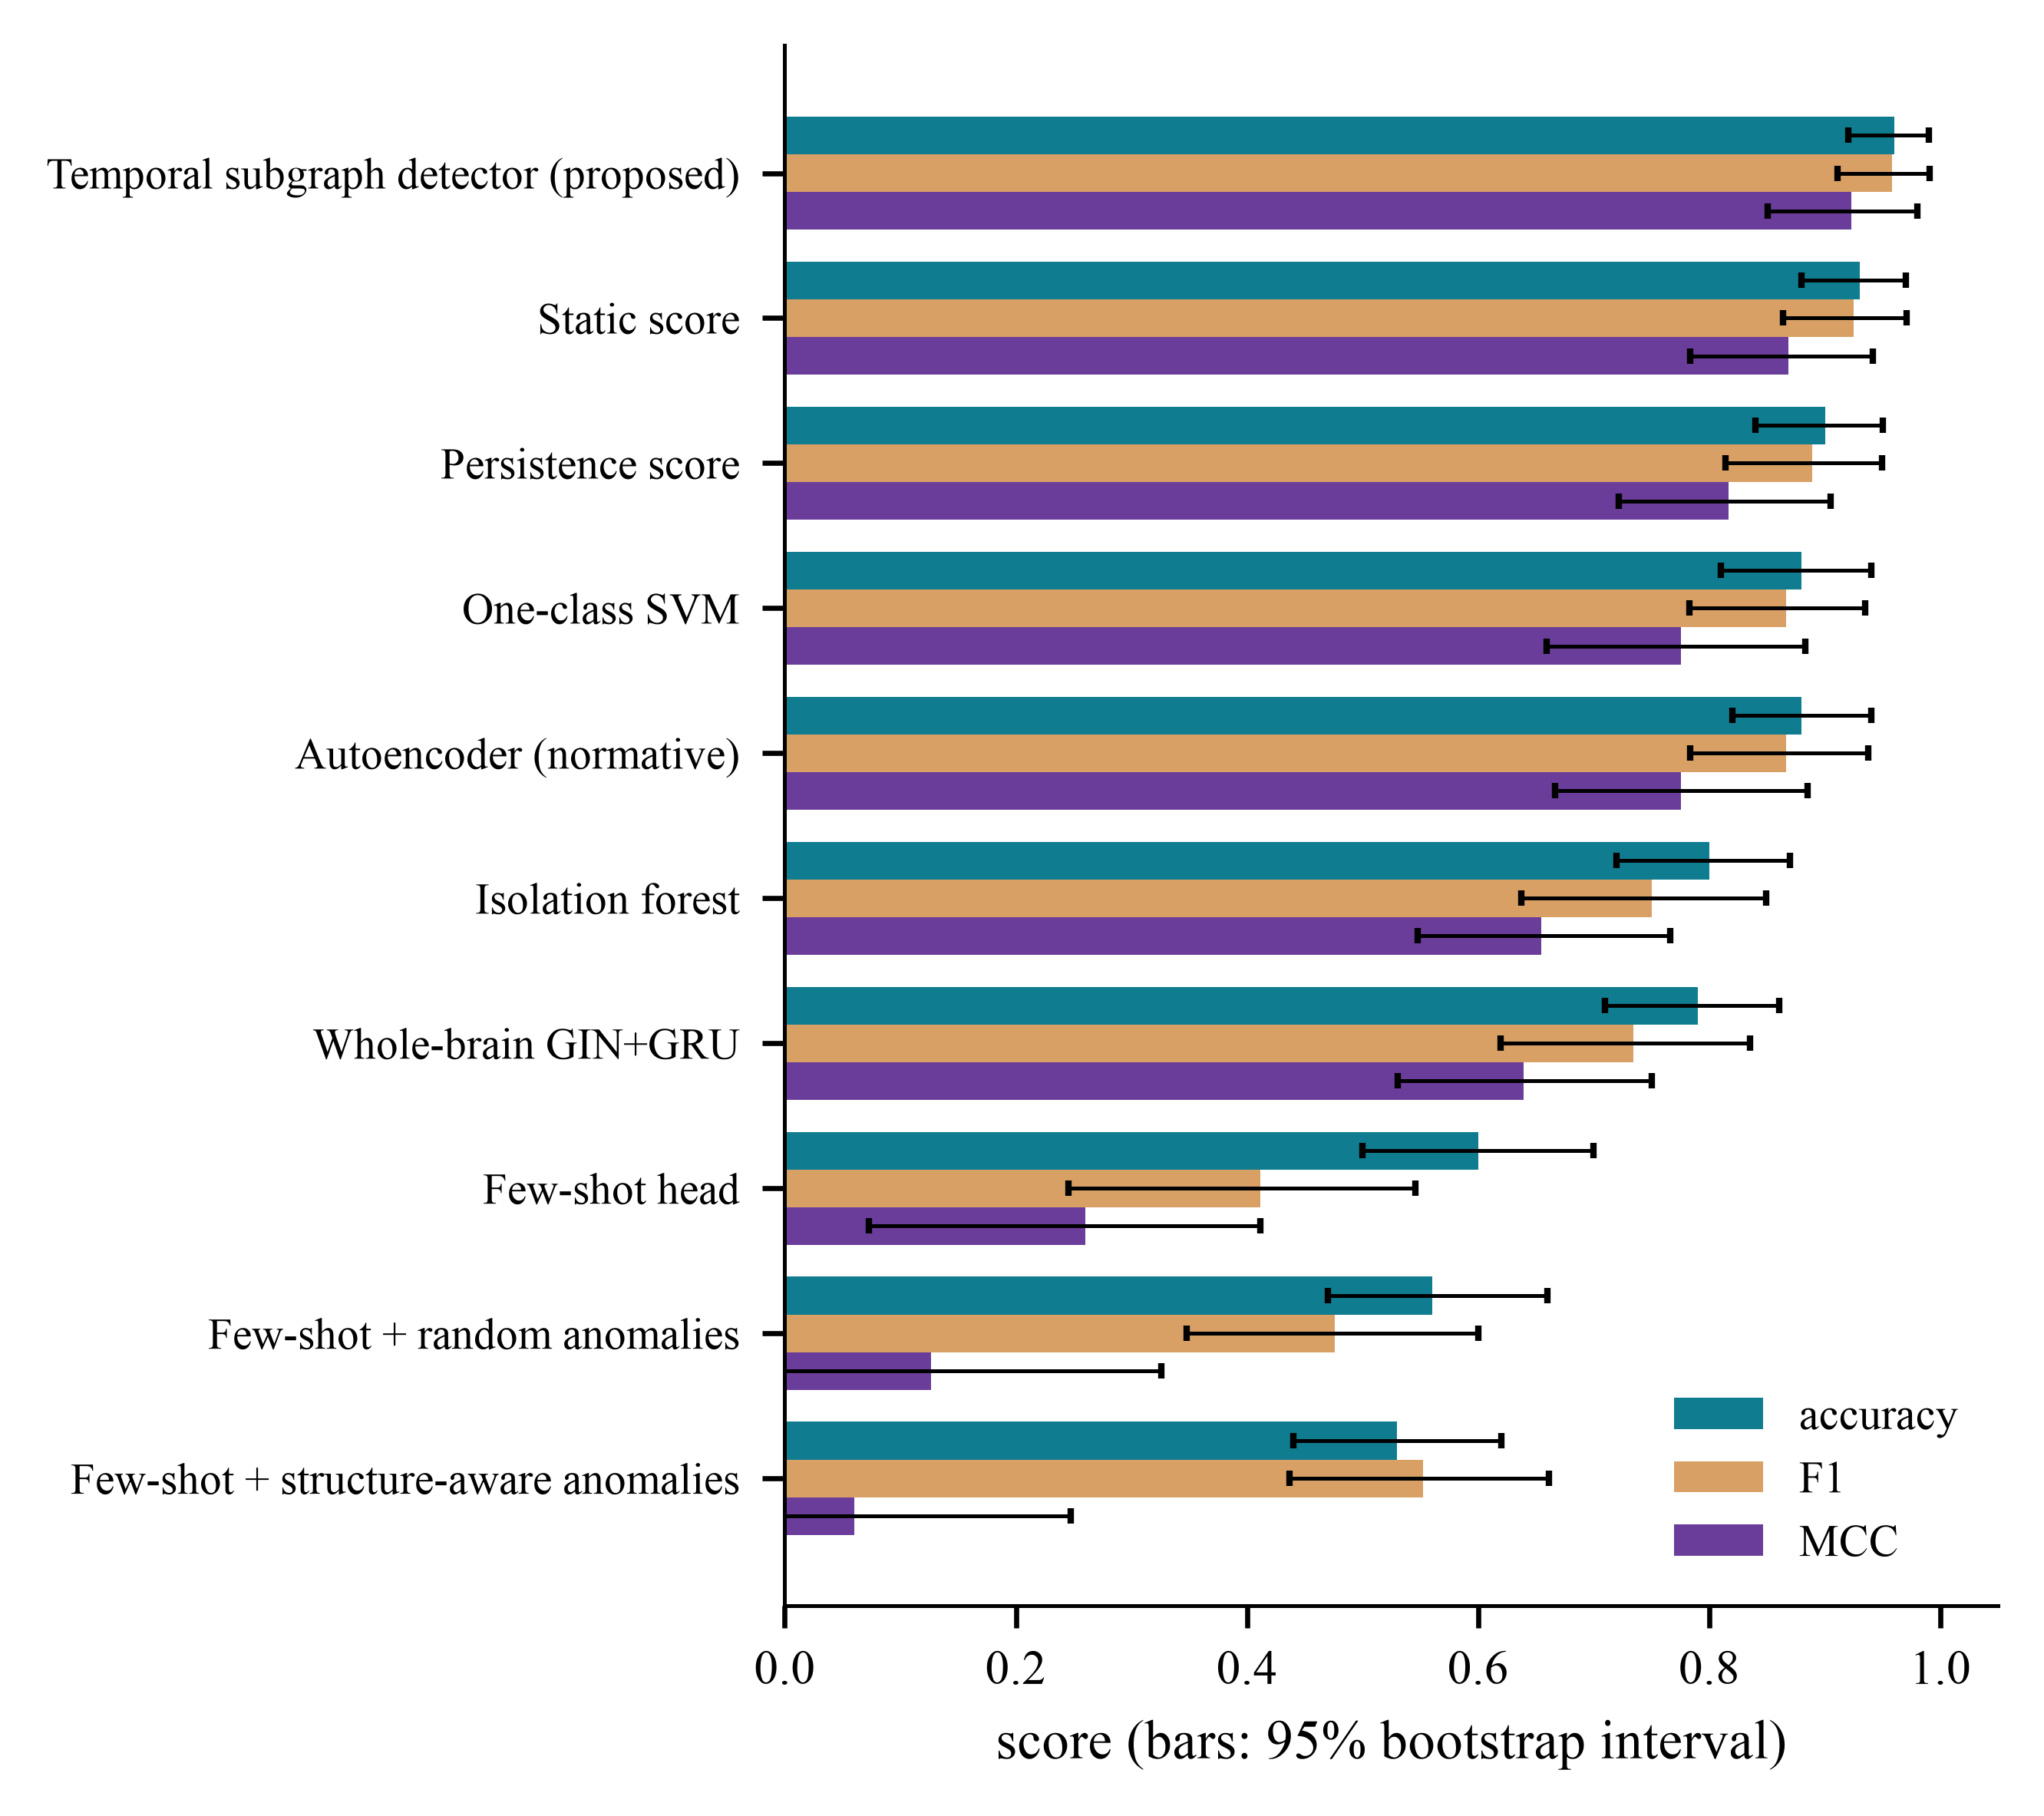 Temporal subgraph detector (proposed)
Static score
Persistence score
One-class SVM
Autoencoder (normative)
Isolation forest
Whole-brain GIN+GRU
Few-shot head
Few-shot + random anomalies
Few-shot + structure-aware anomalies
accuracy
F1
MCC
0.0 0.2 0.4 0.6 0.8 1.0
score (bars: 95% bootstrap interval)